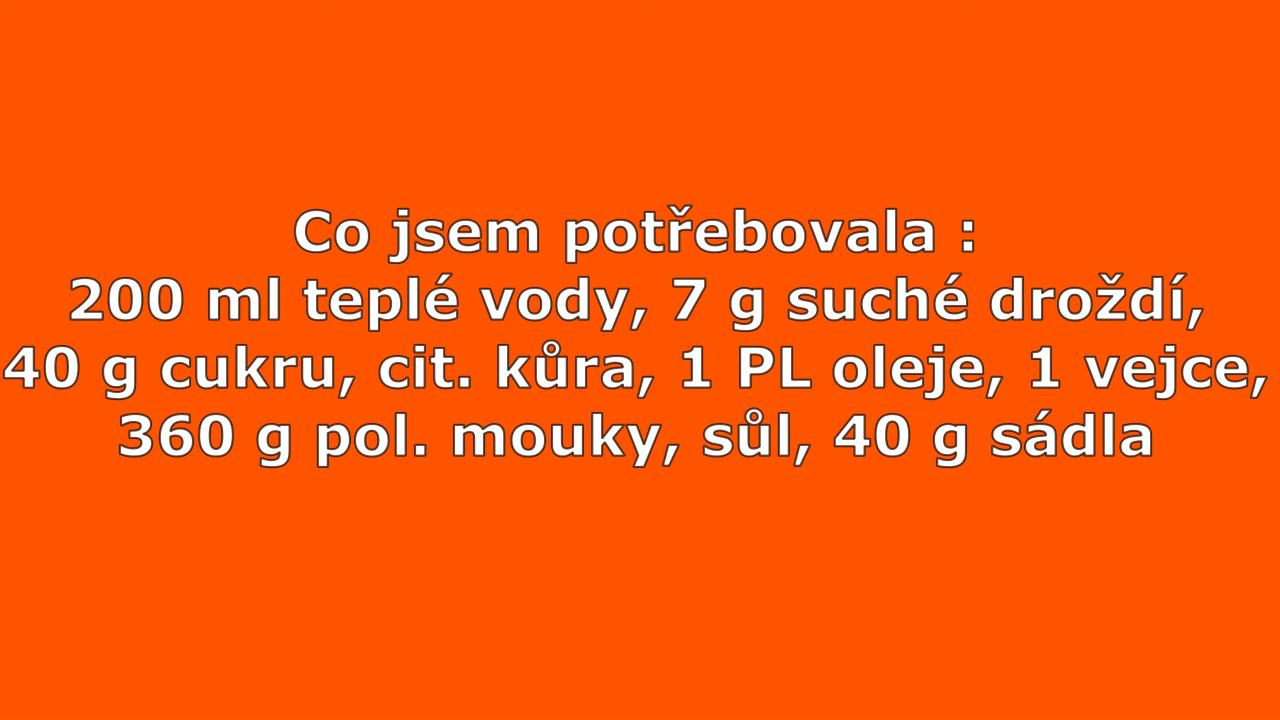 Co jsem potřebovala :
200 ml teplé vody, 7 g suché droždí,
40 g cukru, cit. kůra, 1 PL oleje, 1 vejce,
360 g pol. mouky, sůl, 40 g sádla